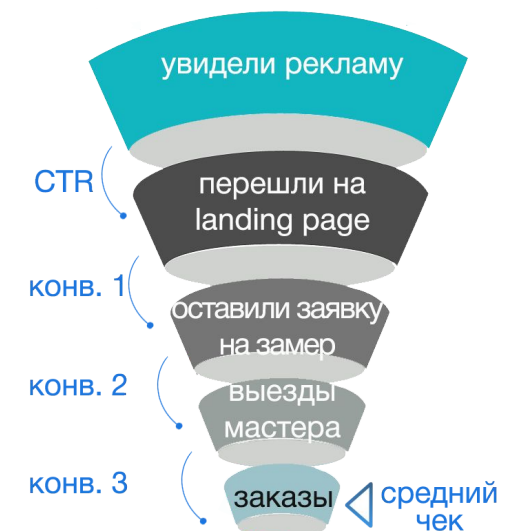 увидели рекламу
CTR
перешли на
landing page
конв. 1
оставили заявку
на замер
конв. 2
выезды
мастера
конв. 3
заказы
средний
чек